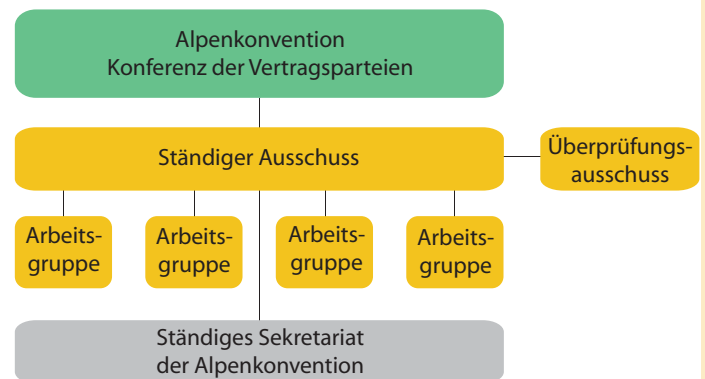 Alpenkonvention
Konferenz der Vertragsparteien
Ständiger Ausschuss
Überprüfungs-
ausschuss
Arbeits-
gruppe
Arbeits-
gruppe
Arbeits-
gruppe
Arbeits-
gruppe
Ständiges Sekretariat
der Alpenkonvention